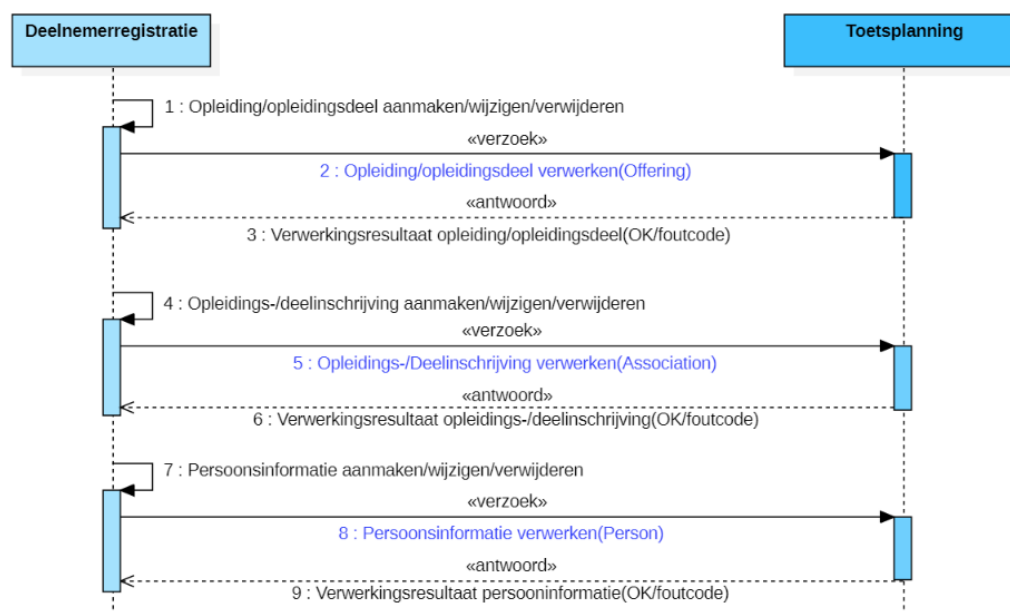 Deelnemerregistratie
Toetsplanning
1 : Opleiding/opleidingsdeel aanmaken/wijzigen/verwijderen
«verzoek»
2 : Opleiding/opleidingsdeel verwerken(Offering)
«antwoord»
3 : Verwerkingsresultaat opleiding/opleidingsdeel(OK/foutcode)
4 : Opleidings-/deelinschrijving aanmaken/wijzigen/verwijderen
«verzoek»
5 : Opleidings-/Deelinschrijving verwerken(Association)
«antwoord»
6 : Verwerkingsresultaat opleidings-/deelinschrijving(OK/foutcode)
7 : Persoonsinformatie aanmaken/wijzigen/verwijderen
«verzoek»
8 : Persoonsinformatie verwerken(Person)
«antwoord»
9 : Verwerkingsresultaat persooninformatie(OK/foutcode)